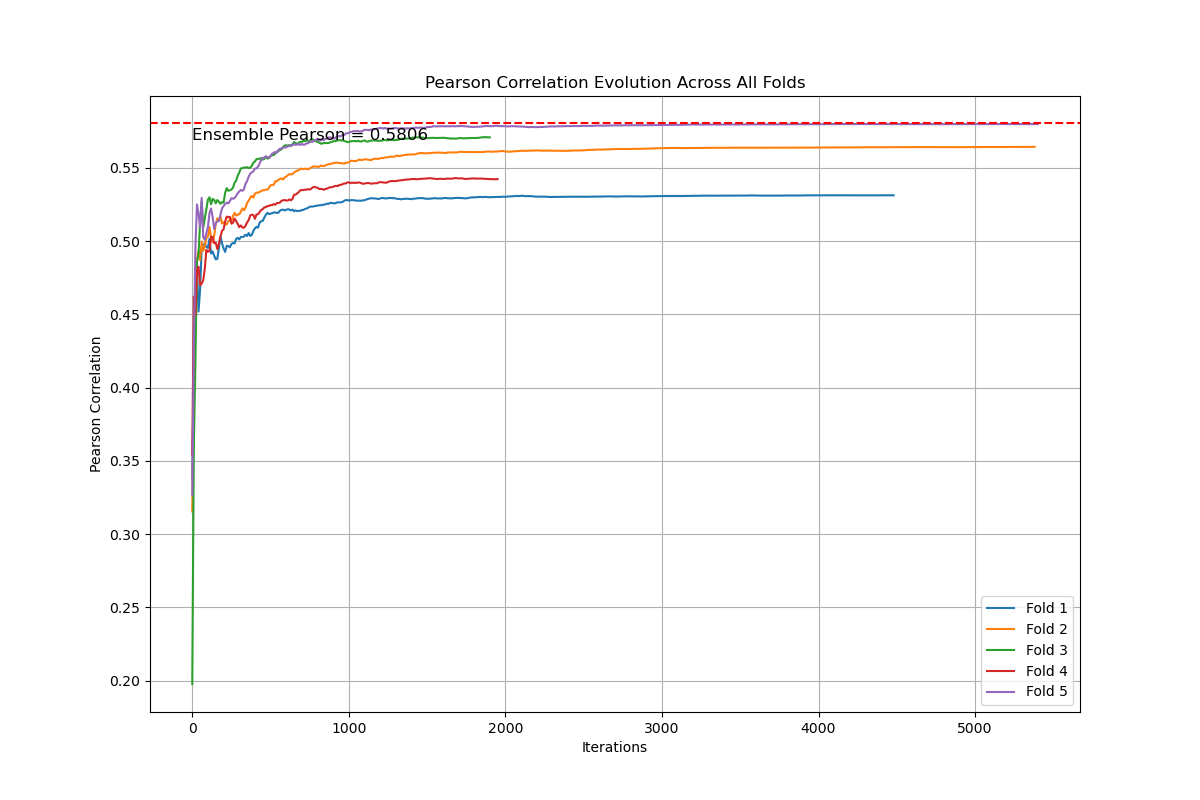 Pearson Correlation Evolution Across All Folds
Ensemble Pearson = 0.5806
Pearson Correlation
0.55
0.50
0.45
0.40
0.35
0.30
0.25
0.20
Fold 1
Fold 2
Fold 3
Fold 4
Fold 5
0 1000 2000 3000 4000 5000
Iterations